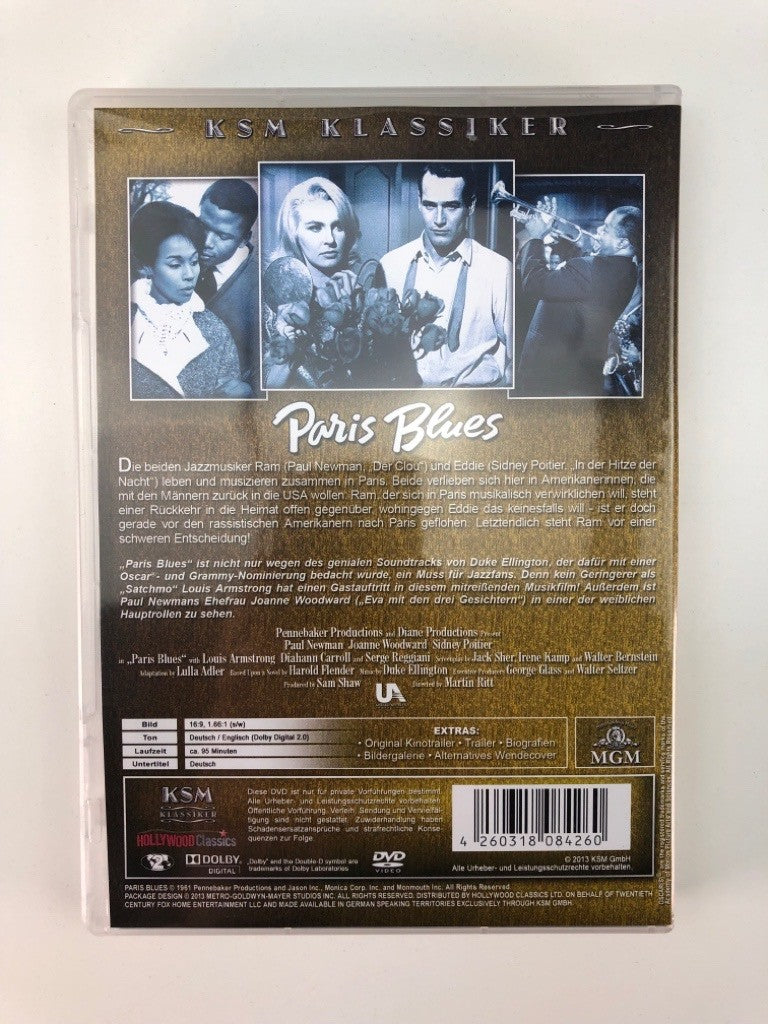 KSM KLASSIKER
Paris Blues
Die beiden Jazzmusiker Ram (Paul Newman, „Der Clou“) und Eddie (Sidney Poitier, „In der Hitze der
Nacht“) leben und musizieren zusammen in Paris. Beide verlieben sich hier in Amerikanerinnen, die
mit den Männern zurück in die USA wollen. Ram, der sich in Paris musikalisch verwirklichen will, steht
einer Rückkehr in die Heimat offen gegenüber, wohingegen Eddie das keinesfalls will - ist er doch
gerade vor den rassistischen Amerikanern nach Paris geflohen. Letztendlich steht Ram vor einer
schweren Entscheidung!
„Paris Blues“ ist nicht nur wegen des genialen Soundtracks von Duke Ellington, der dafür mit einer
Oscar®- und Grammy-Nominierung bedacht wurde, ein Muss für Jazzfans. Denn kein Geringerer als
„Satchmo“ Louis Armstrong hat einen Gastauftritt in diesem mitreißenden Musikfilm! Außerdem ist
Paul Newmans Ehefrau Joanne Woodward („Eva mit den drei Gesichtern“) in einer der weiblichen
Hauptrollen zu sehen.
Pennebaker Productions and Diane Productions Present
Paul Newman Joanne Woodward Sidney Poitier
in „Paris Blues“ with Louis Armstrong Diahann Carroll and Serge Reggiani Screenplay by Jack Sher, Irene Kamp and Walter Bernstein
Adaptation by Lulla Adler Based Upon a Novel by Harold Flender Music by Duke Ellington Executive Producers George Glass and Walter Seltzer
Produced by Sam Shaw UA Directed by Martin Ritt
Bild 16:9, 1.66:1 (s/w)
Ton Deutsch / Englisch (Dolby Digital 2.0)
Laufzeit ca. 95 Minuten
Untertitel Deutsch
EXTRAS:
• Original Kinotrailer • Trailer • Biografien
• Bildergalerie • Alternatives Wendecover
MGM
KSM
KLASSIKER
HOLLYWOOD Classics
DOLBY
DIGITAL
Diese DVD ist nur für private Vorführungen bestimmt.
Alle Urheber- und Leistungsschutzrechte vorbehalten.
Öffentliche Vorführung, Verleih, Sendung und Vervielfäl-
tigung sind nicht gestattet. Zuwiderhandlung haben
Schadensersatzansprüche und strafrechtliche Konse-
quenzen zur Folge.
„Dolby“ and the Double-D symbol are
trademarks of Dolby Laboratories
DVD
VIDEO
4 260318 084260
© 2013 KSM GmbH
Alle Urheber- und Leistungsschutzrechte vorbehalten.
PARIS BLUES © 1961 Pennebaker Productions and Jason Inc., Monica Corp. Inc. and Monmouth Inc. All Rights Reserved.
PACKAGE DESIGN © 2013 METRO-GOLDWYN-MAYER STUDIOS INC. ALL RIGHTS RESERVED. DISTRIBUTED BY HOLLYWOOD CLASSICS LTD. ON BEHALF OF TWENTIETH
CENTURY FOX HOME ENTERTAINMENT LLC AND MADE AVAILABLE IN GERMAN SPEAKING TERRITORIES EXCLUSIVELY THROUGH KSM GMBH.